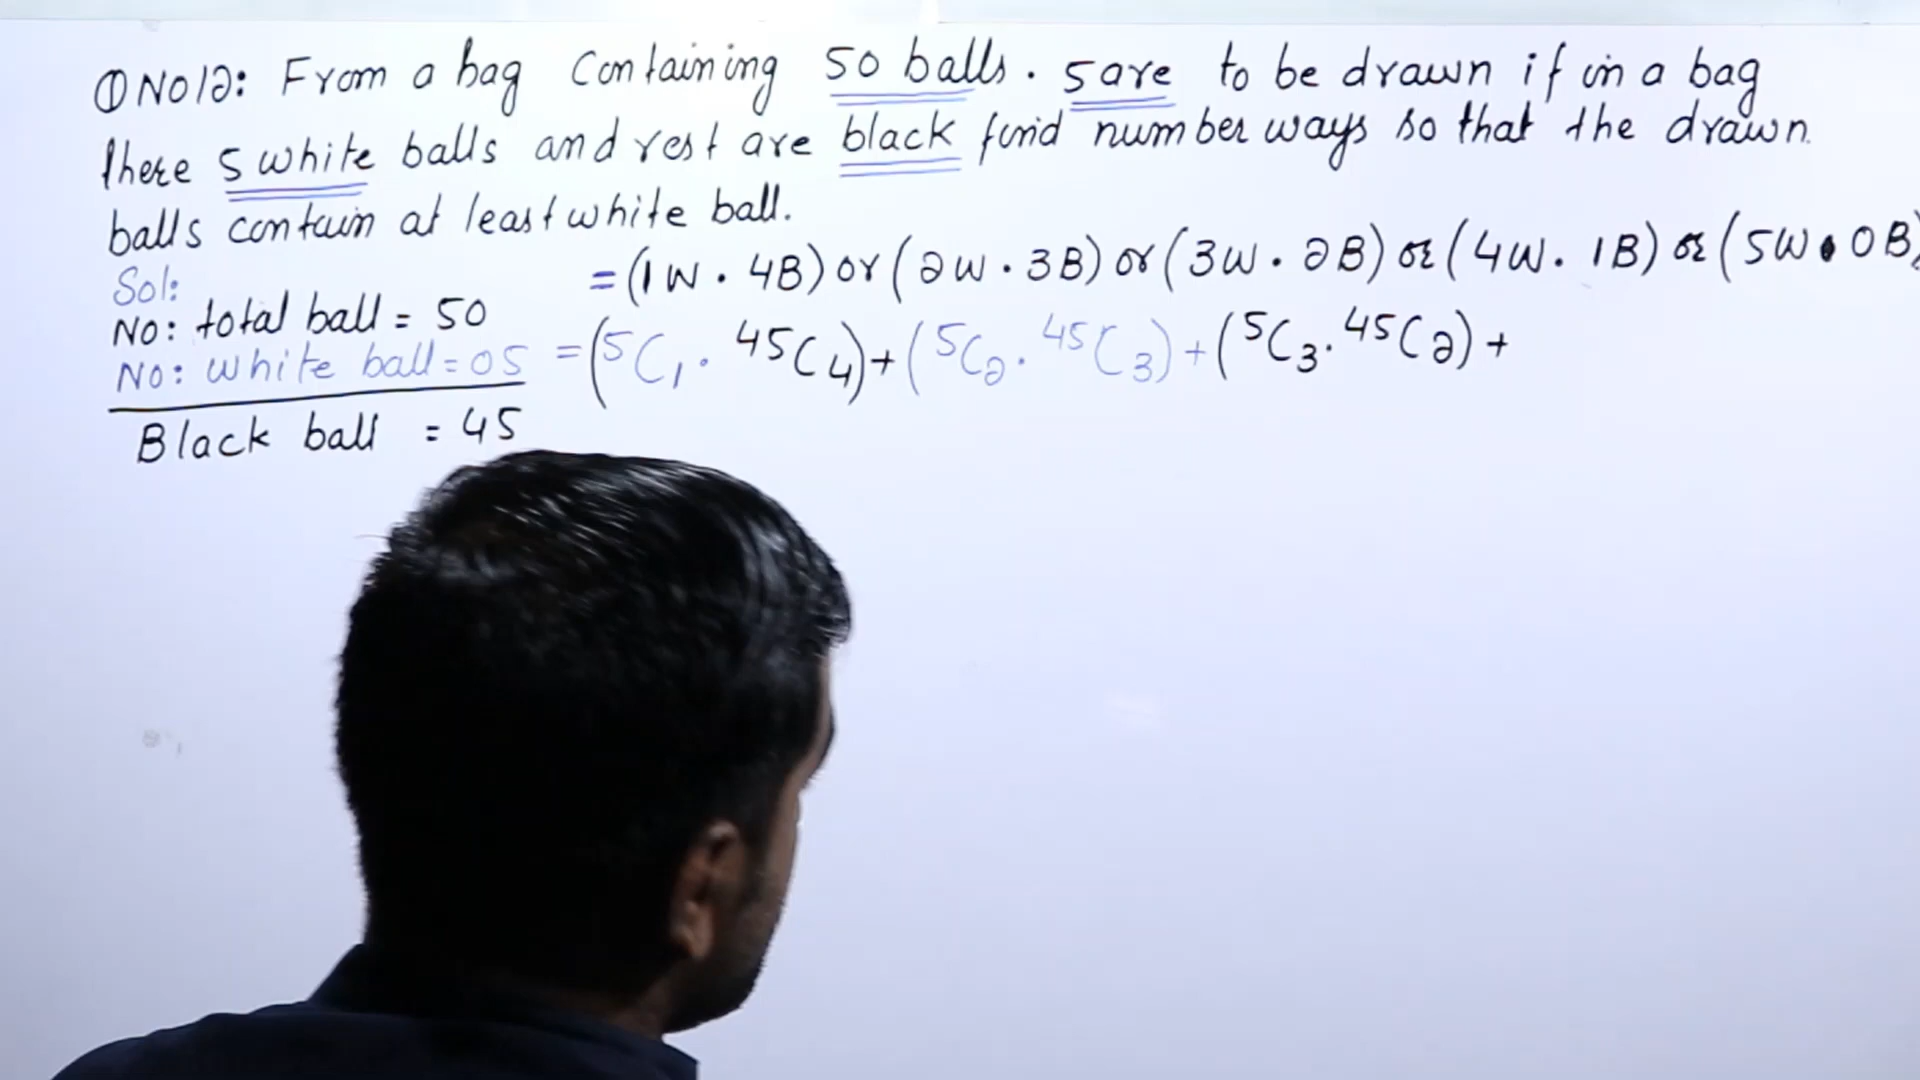 QNO12: From a bag containing 50 balls. 5 are to be drawn if in a bag
there 5 white balls and rest are black find number ways so that the drawn
balls contain at least white ball.
Sol:
= (1W . 4B) or (2W . 3B) or (3W . 2B) or (4W . 1B) or (5W . 0B)
No: total ball = 50
No: white ball = 05
= (⁵C₁ . ⁴⁵C₄) + (⁵C₂ . ⁴⁵C₃) + (⁵C₃ . ⁴⁵C₂) +
Black ball = 45